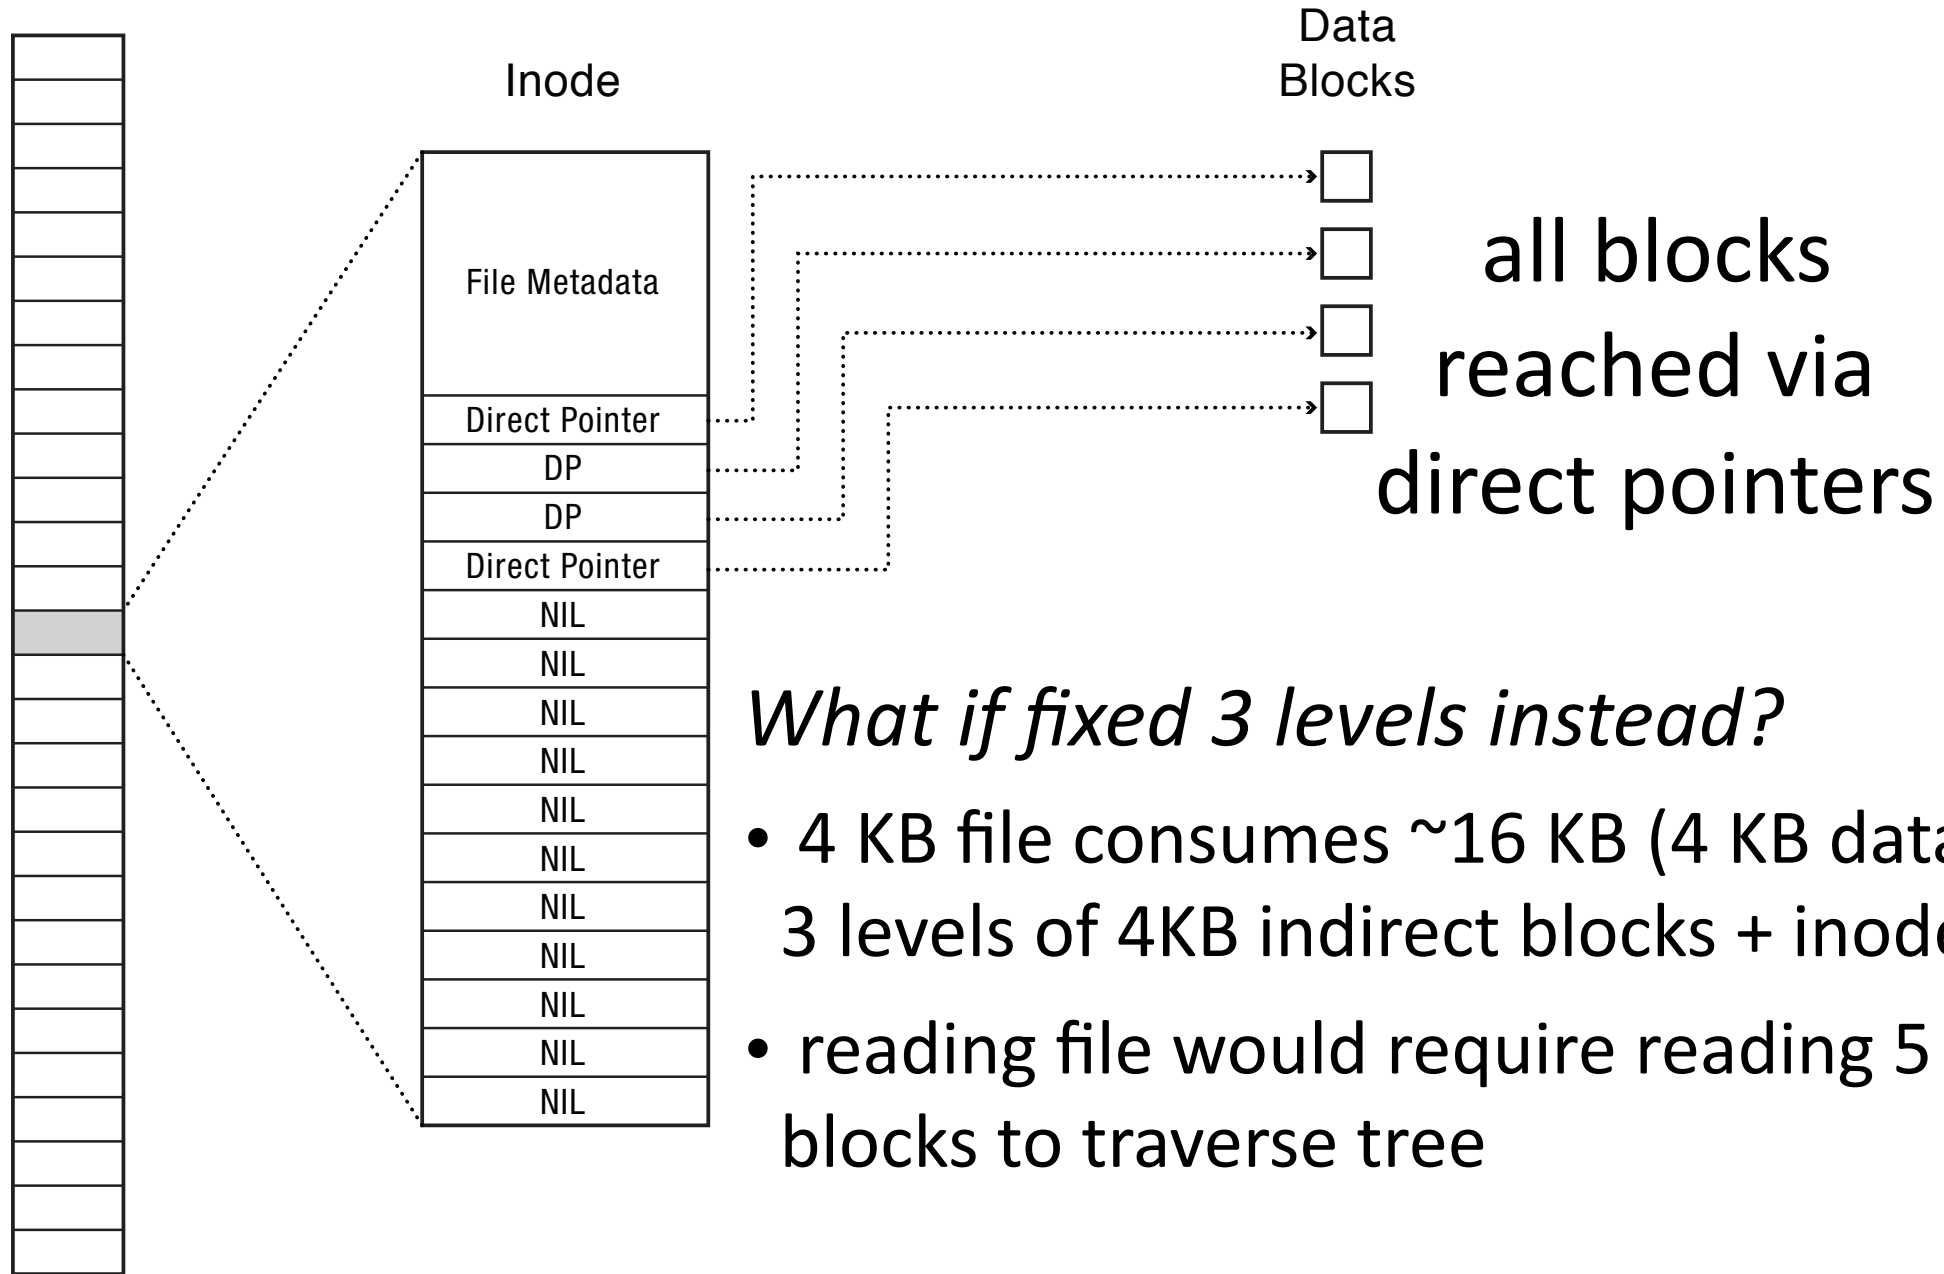 Inode
Data
Blocks
File Metadata
Direct Pointer
DP
DP
Direct Pointer
NIL
NIL
NIL
NIL
NIL
NIL
NIL
NIL
NIL
NIL
NIL
all blocks
reached via
direct pointers
What if fixed 3 levels instead?
• 4 KB file consumes ~16 KB (4 KB data
3 levels of 4KB indirect blocks + inode
• reading file would require reading 5
blocks to traverse tree